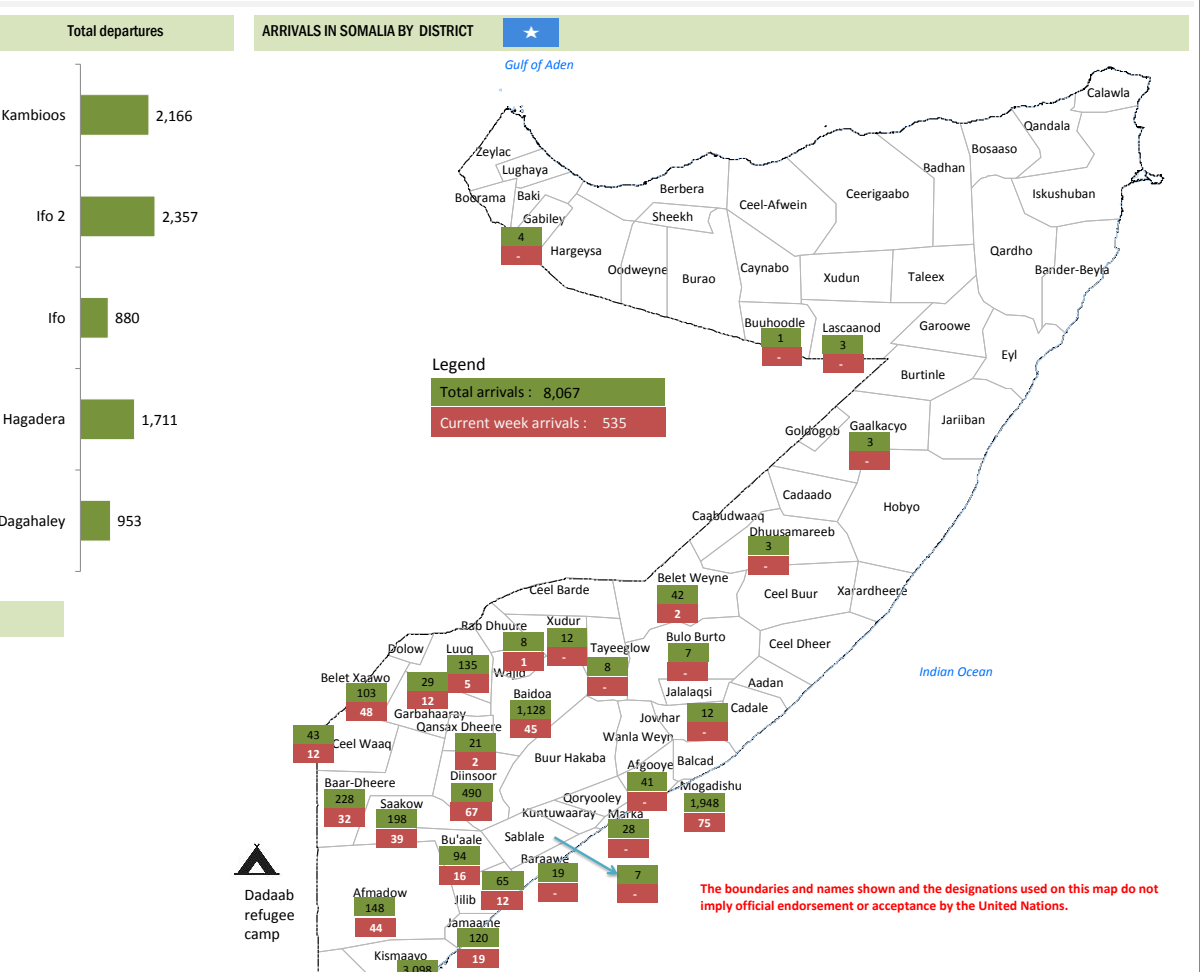 Total departures
ARRIVALS IN SOMALIA BY DISTRICT
Kambioos
2,166
Ifo 2
2,357
Ifo
880
Hagadera
1,711
Dagahaley
953
Gulf of Aden
Calawla
Qandala
Bosaaso
Zeylac
Lughaya
Badhan
Iskushuban
Boorama
Baki
Berbera
Ceerigaabo
Ceel-Afwein
Gabiley
Sheekh
4
-
Hargeysa
Qardho
Oodweyne
Burao
Caynabo
Xudun
Taleex
Bander-Beyla
Buuhoodle
1
-
Lascaanod
3
-
Garoowe
Eyl
Legend
Total arrivals : 8,067
Current week arrivals : 535
Burtinle
Goldogob
Gaalkacyo
3
-
Jariiban
Cadaado
Hobyo
Caabudwaaq
Dhuusamareeb
3
-
Belet Weyne
42
2
Ceel Barde
Ceel Buur
Xarardheere
Rab Dhuure
8
1
Xudur
12
-
Tayeeglow
8
-
Bulo Burto
7
-
Ceel Dheer
Dolow
Luuq
135
5
Wajid
Indian Ocean
Belet Xaawo
103
48
29
12
Garbahaaray
Baidoa
1,128
45
Jalalaqsi
Aadan
Cadale
12
-
Jowhar
Qansax Dheere
21
2
43
12
Ceel Waaq
Wanla Weyn
Buur Hakaba
Balcad
Afgooye
41
-
Baar-Dheere
228
32
Diinsoor
490
67
Mogadishu
1,948
75
Saakow
198
39
Qoryooley
Kuntuwaaray
Marka
28
-
Bu'aale
94
16
Sablale
7
-
Baraawe
19
-
65
12
Jilib
Dadaab
refugee
camp
Afmadow
148
44
The boundaries and names shown and the designations used on this map do not
imply official endorsement or acceptance by the United Nations.
Jamaame
120
19
Kismaayo
3,098